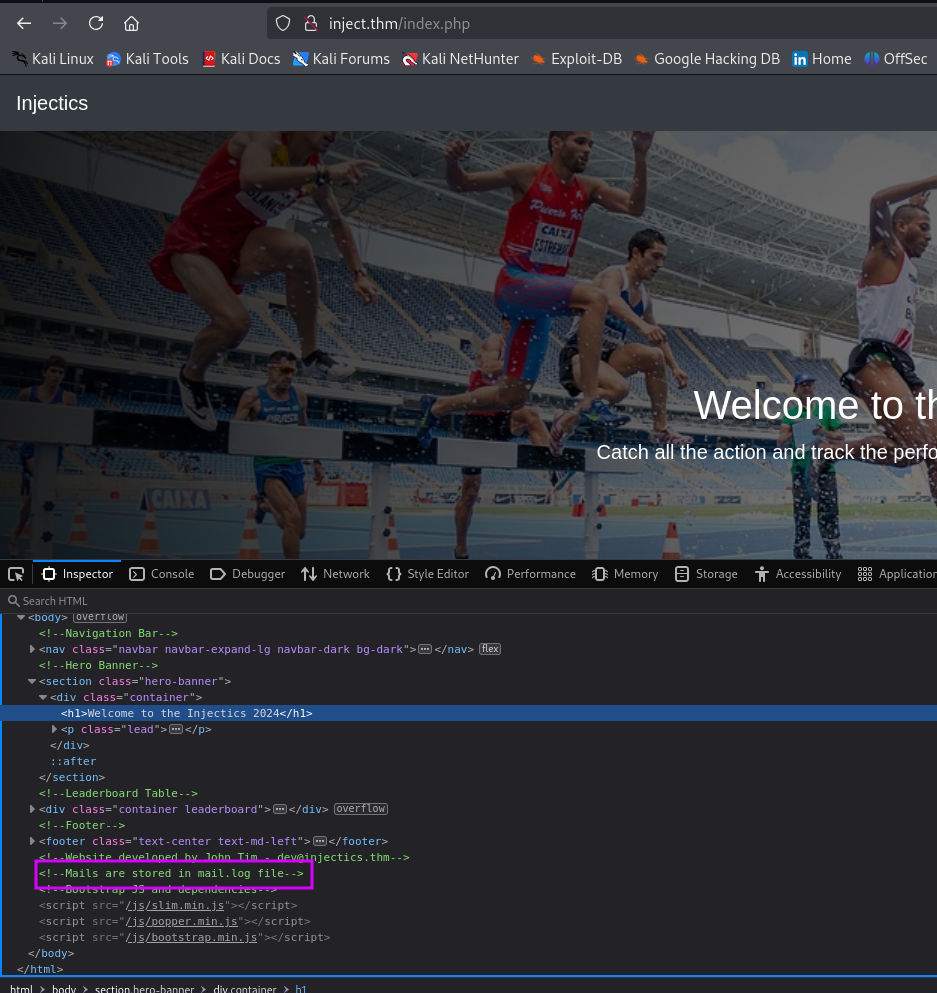 inject.thm/index.php
Kali Linux Kali Tools Kali Docs Kali Forums Kali NetHunter Exploit-DB Google Hacking DB Home OffSec
Injectics
Puerto
CAIXA
ESTREMA
BRASIL
CAIXA
Welcome to th
Catch all the action and track the perfo
Inspector Console Debugger Network Style Editor Performance Memory Storage Accessibility Application
Search HTML
<body> overflow
<!--Navigation Bar-->
<nav class="navbar navbar-expand-lg navbar-dark bg-dark"></nav> flex
<!--Hero Banner-->
<section class="hero-banner">
<div class="container">
<h1>Welcome to the Injectics 2024</h1>
<p class="lead"></p>
</div>
::after
</section>
<!--Leaderboard Table-->
<div class="container leaderboard"></div> overflow
<!--Footer-->
<footer class="text-center text-md-left"></footer>
<!--Website developed by John Tim - dev@injectics.thm-->
<!--Mails are stored in mail.log file-->
<!--Bootstrap JS and dependencies-->
<script src="/js/slim.min.js"></script>
<script src="/js/popper.min.js"></script>
<script src="/js/bootstrap.min.js"></script>
</body>
</html>
html > body > section.hero-banner > div.container > h1